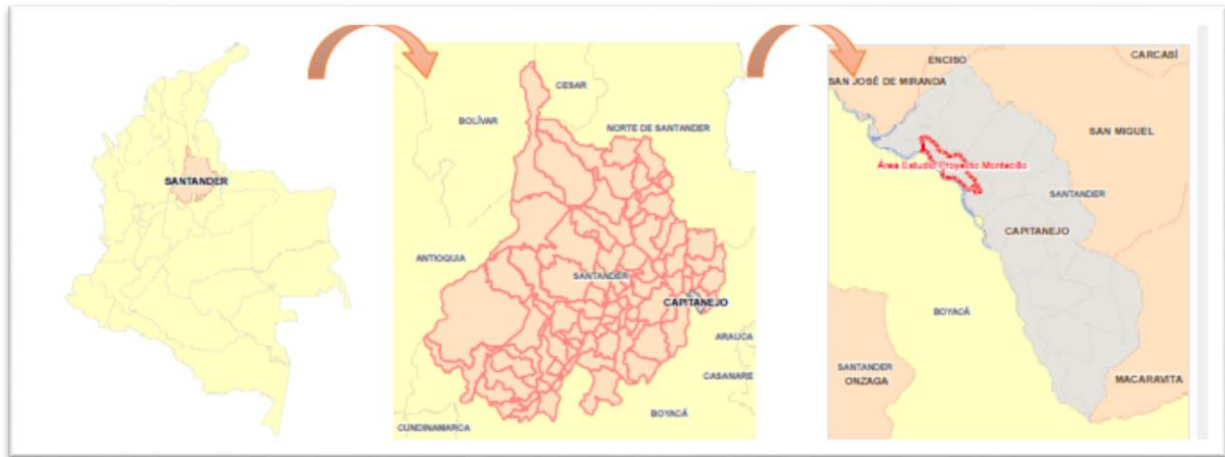 SANTANDER
CESAR
BOLÍVAR
NORTE DE SANTANDER
ANTIOQUIA
SANTANDER
CAPITANEJO
ARAUCA
CASANARE
BOYACÁ
CUNDINAMARCA
CARCASÍ
ENCISO
SAN JOSÉ DE MIRANDA
SAN MIGUEL
Área Estudio Proyecto Montecillo
SANTANDER
CAPITANEJO
BOYACÁ
SANTANDER
ONZAGA
MACARAVITA